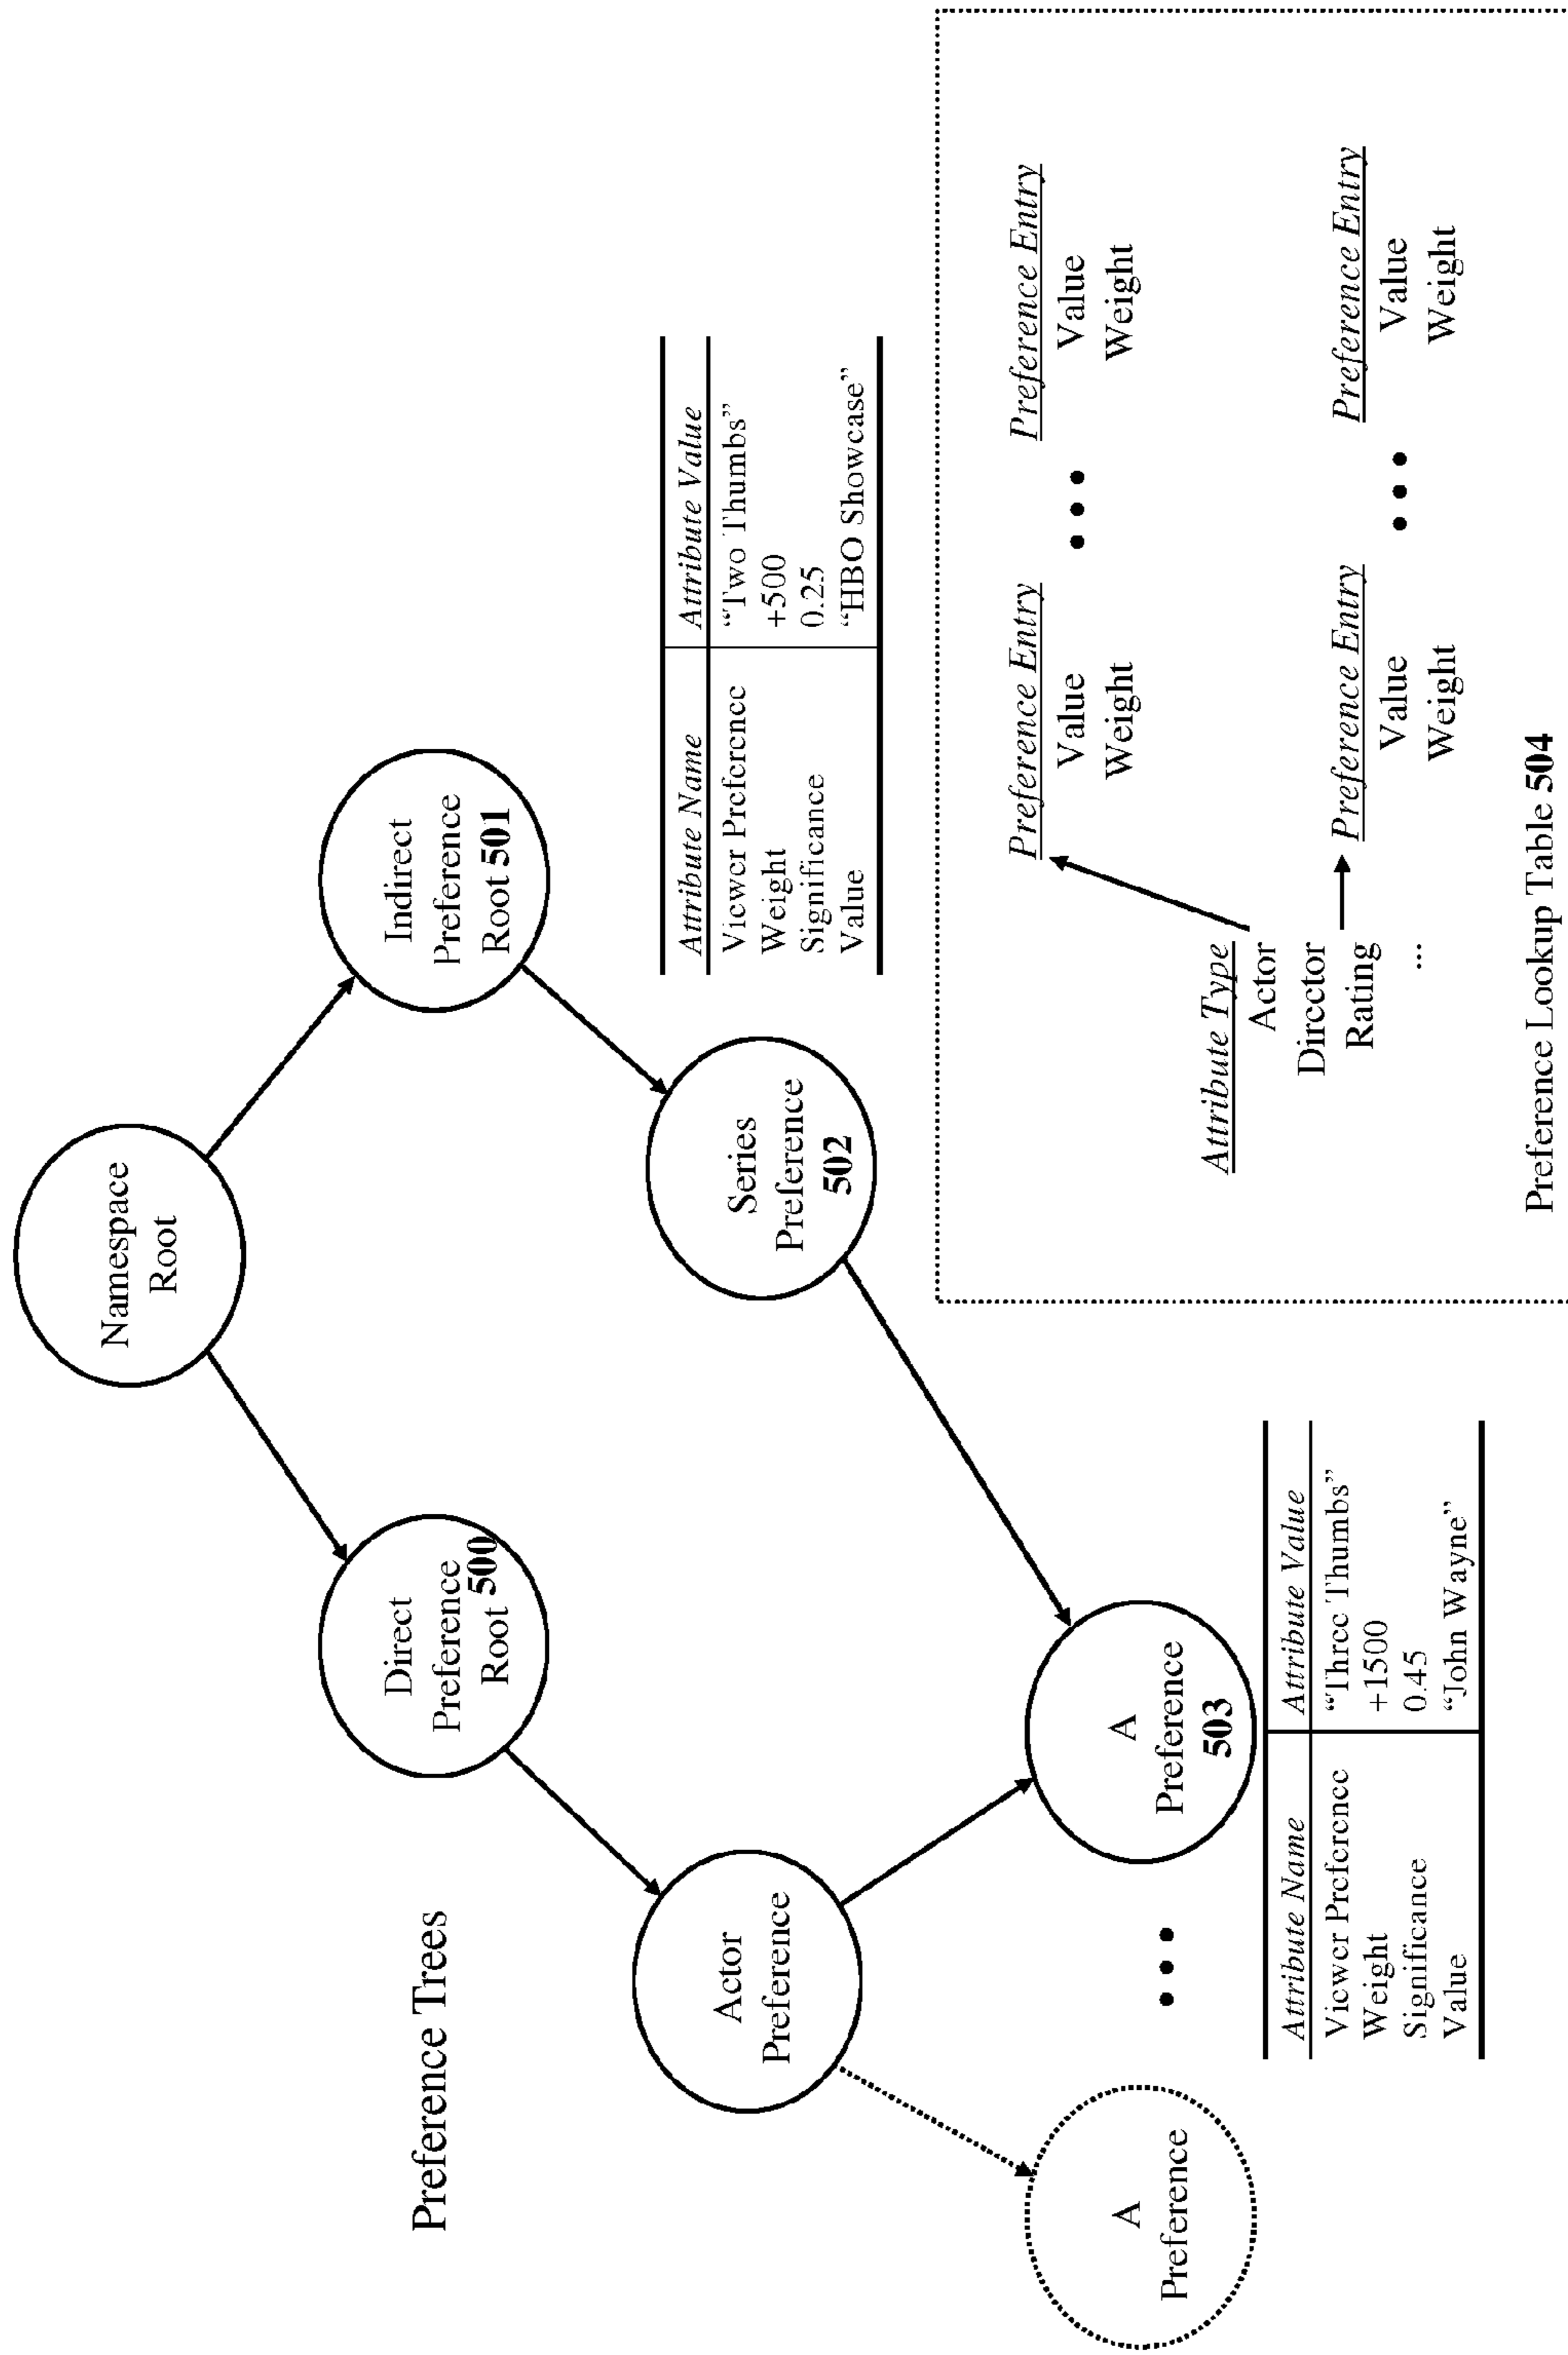 Preference Trees
Namespace
Root
Direct
Preference
Root 500
Indirect
Preference
Root 501
Actor
Preference
Series
Preference
502
Attribute Name Attribute Value
Viewer Preference "Two Thumbs"
Weight +500
Significance 0.25
Value "HBO Showcase"
A
Preference
• • •
A
Preference
503
Attribute Name Attribute Value
Viewer Preference "Three Thumbs"
Weight +1500
Significance 0.45
Value "John Wayne"
Preference Entry • • • Preference Entry
Value Value
Weight Weight
Attribute Type
Actor
Director
Rating
...
Preference Entry • • • Preference Entry
Value Value
Weight Weight
Preference Lookup Table 504